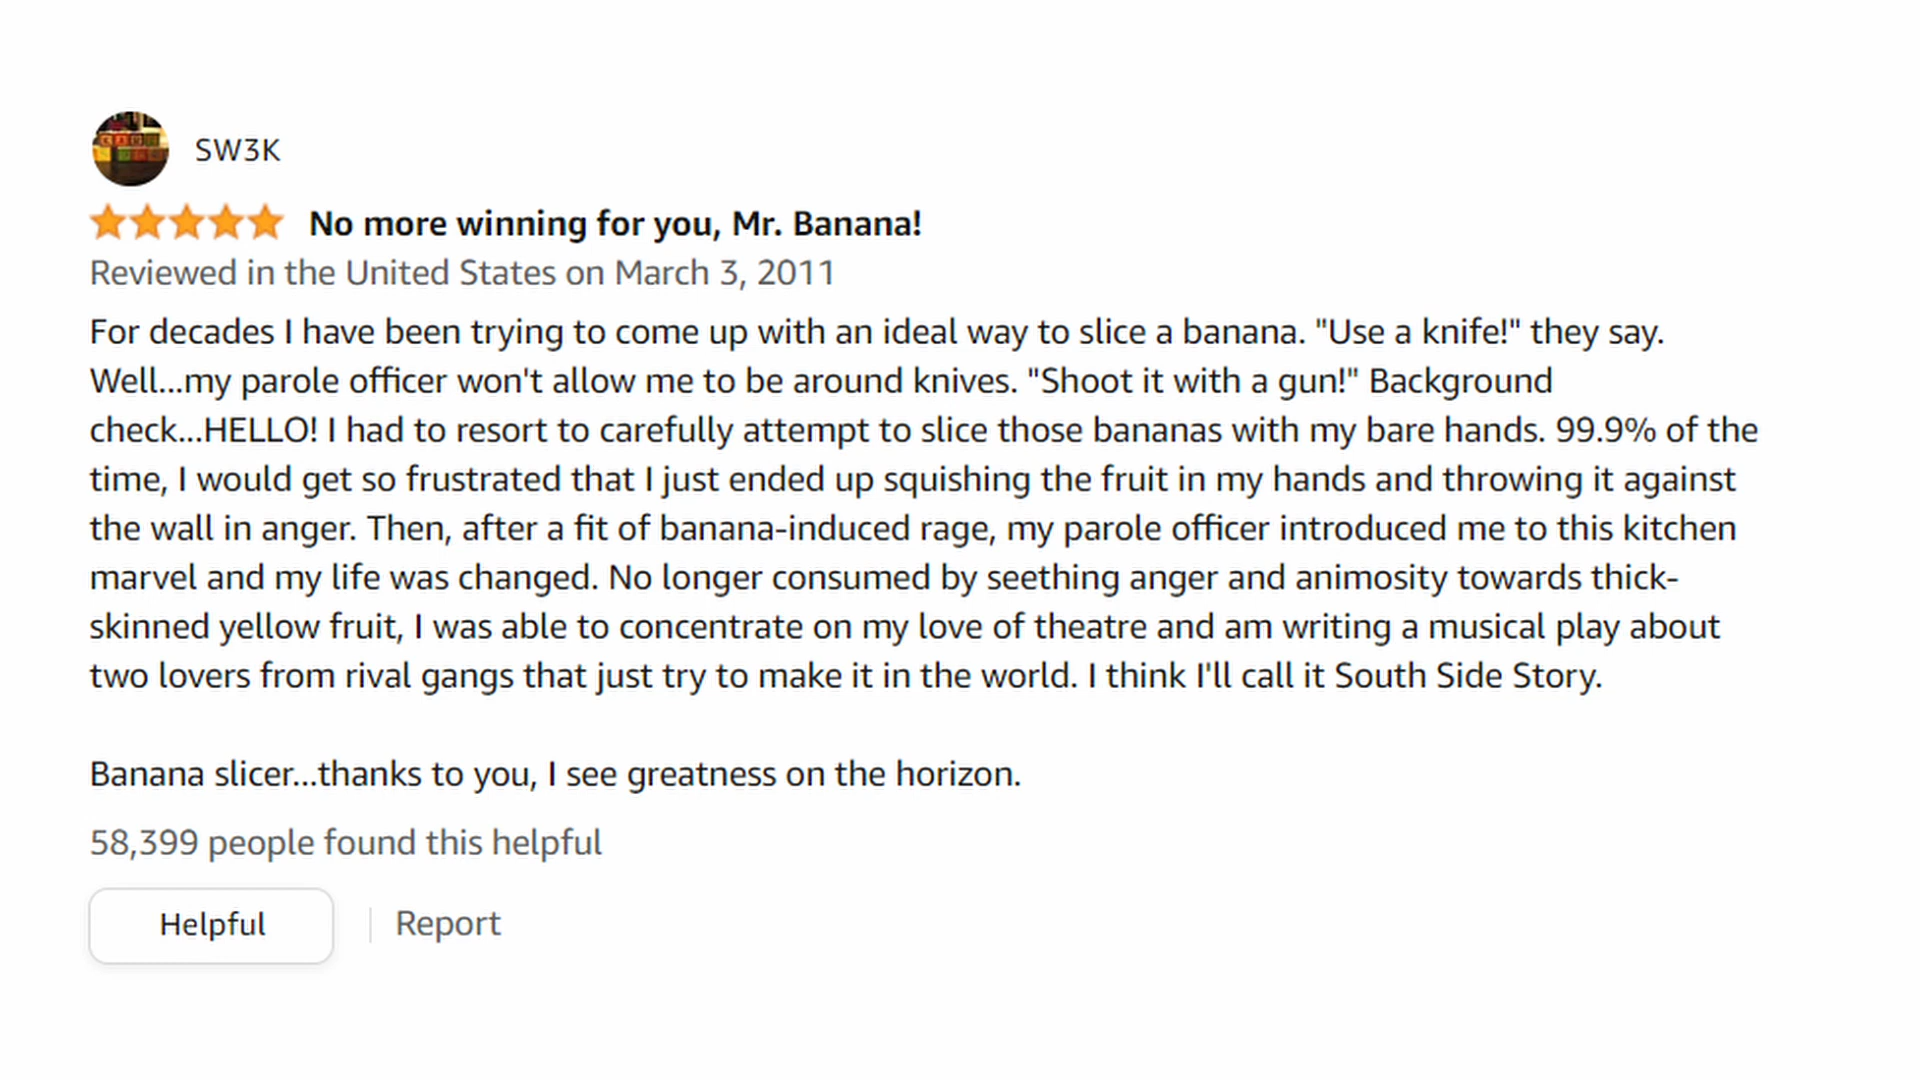 SW3K
No more winning for you, Mr. Banana!
Reviewed in the United States on March 3, 2011
For decades I have been trying to come up with an ideal way to slice a banana. "Use a knife!" they say.
Well...my parole officer won't allow me to be around knives. "Shoot it with a gun!" Background
check...HELLO! I had to resort to carefully attempt to slice those bananas with my bare hands. 99.9% of the
time, I would get so frustrated that I just ended up squishing the fruit in my hands and throwing it against
the wall in anger. Then, after a fit of banana-induced rage, my parole officer introduced me to this kitchen
marvel and my life was changed. No longer consumed by seething anger and animosity towards thick-
skinned yellow fruit, I was able to concentrate on my love of theatre and am writing a musical play about
two lovers from rival gangs that just try to make it in the world. I think I'll call it South Side Story.
Banana slicer...thanks to you, I see greatness on the horizon.
58,399 people found this helpful
Helpful
Report